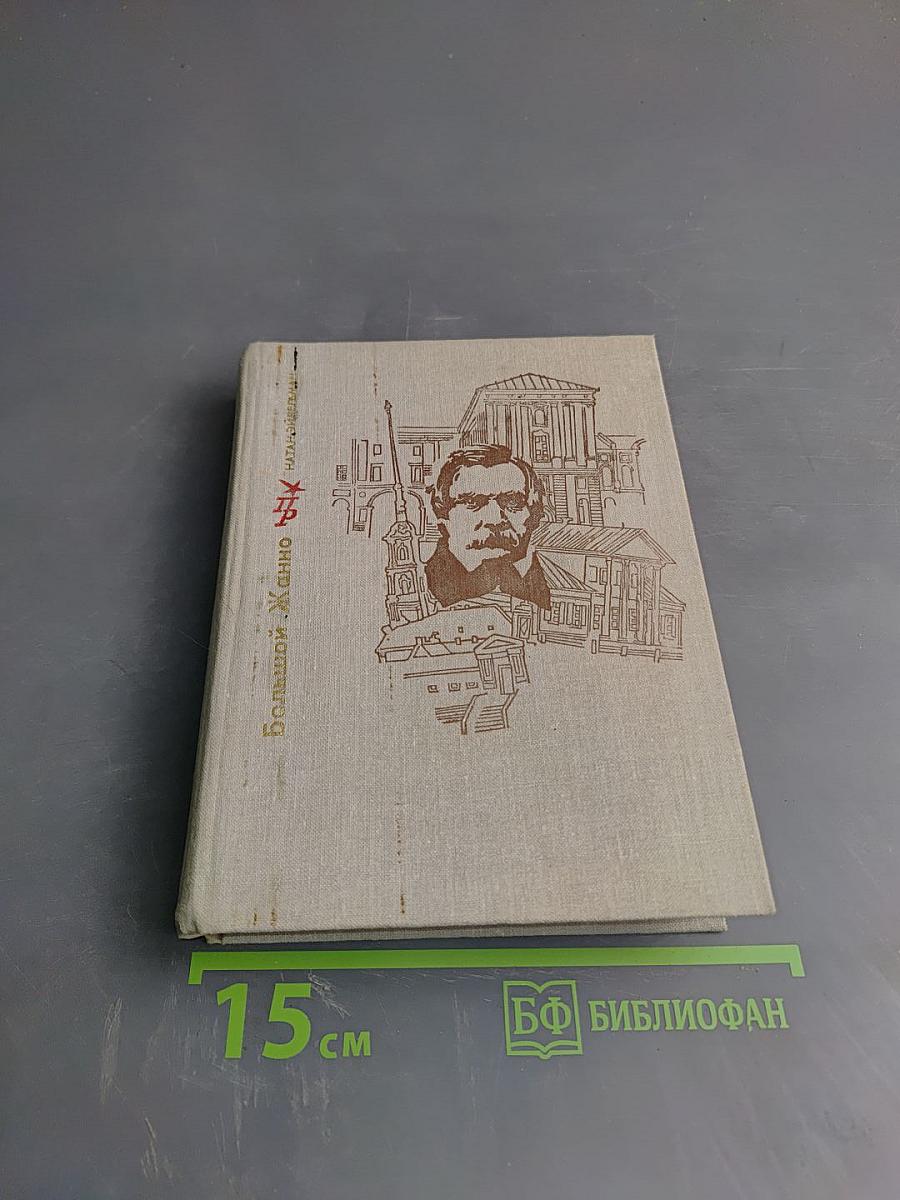 Большой Жанно
НАТАН ЭЙДЕЛЬМАН
15 см
БФ БИБЛИОФАН